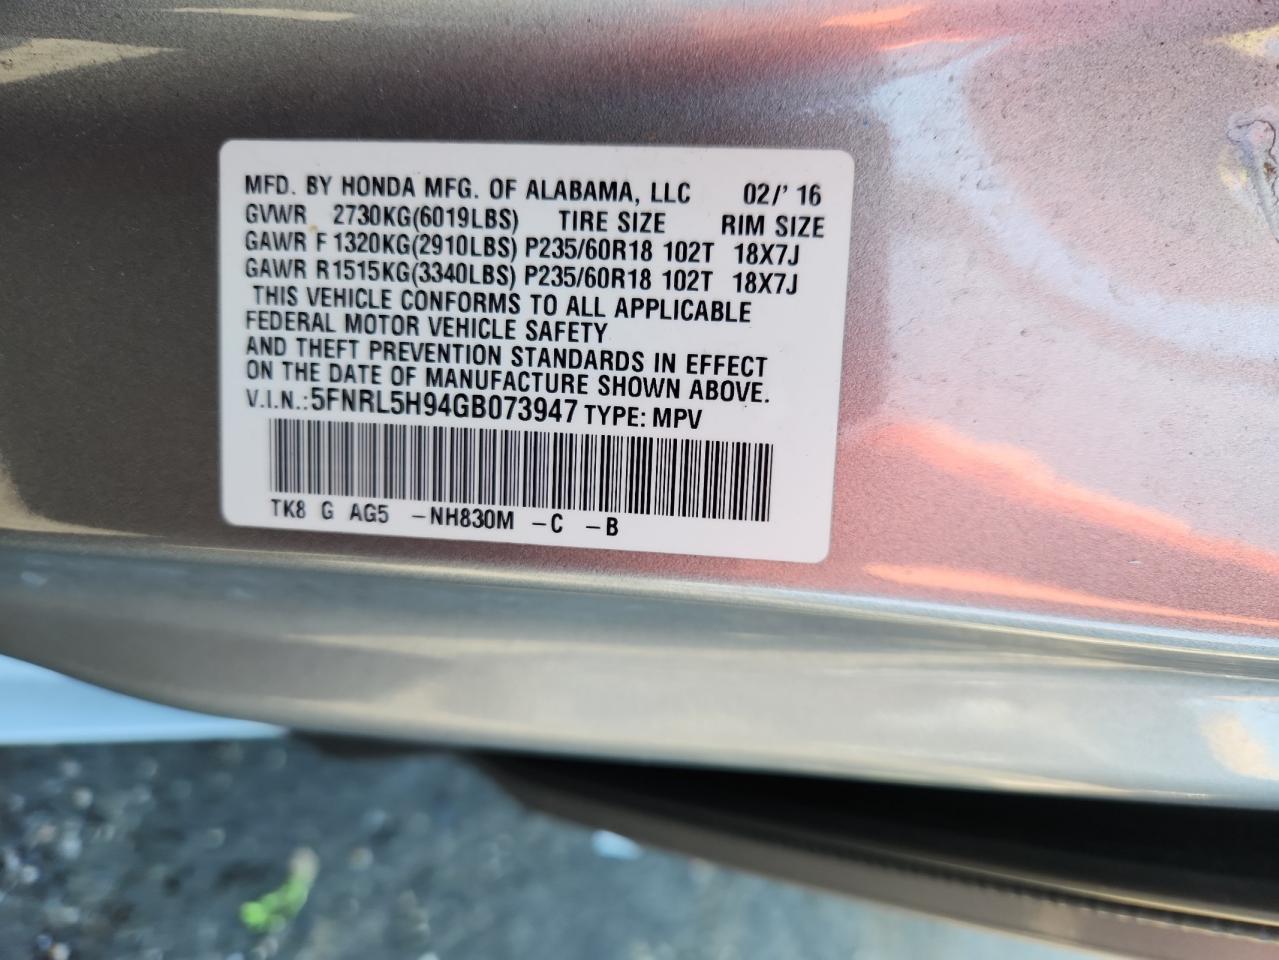 MFD. BY HONDA MFG. OF ALABAMA, LLC 02/' 16
GVWR 2730KG(6019LBS) TIRE SIZE RIM SIZE
GAWR F 1320KG(2910LBS) P235/60R18 102T 18X7J
GAWR R1515KG(3340LBS) P235/60R18 102T 18X7J
THIS VEHICLE CONFORMS TO ALL APPLICABLE
FEDERAL MOTOR VEHICLE SAFETY
AND THEFT PREVENTION STANDARDS IN EFFECT
ON THE DATE OF MANUFACTURE SHOWN ABOVE.
V.I.N.:5FNRL5H94GB073947 TYPE: MPV
TK8 G AG5 -NH830M -C -B